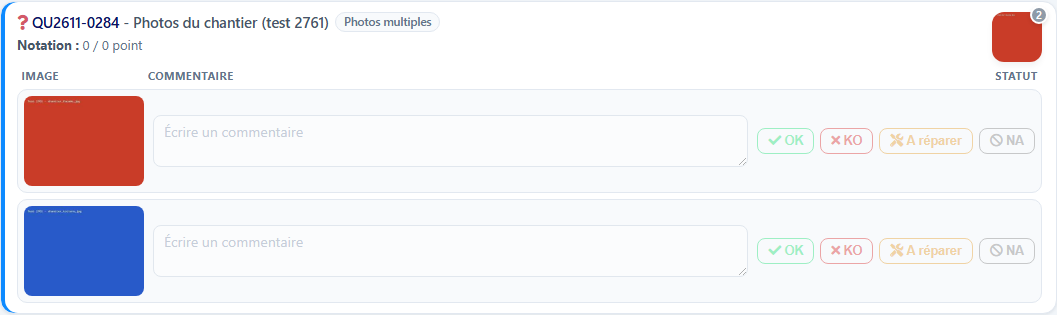 ? QU2611-0284 - Photos du chantier (test 2761) Photos multiples
2
Notation : 0 / 0 point
IMAGE COMMENTAIRE STATUT
Écrire un commentaire OK KO A réparer NA
Écrire un commentaire OK KO A réparer NA